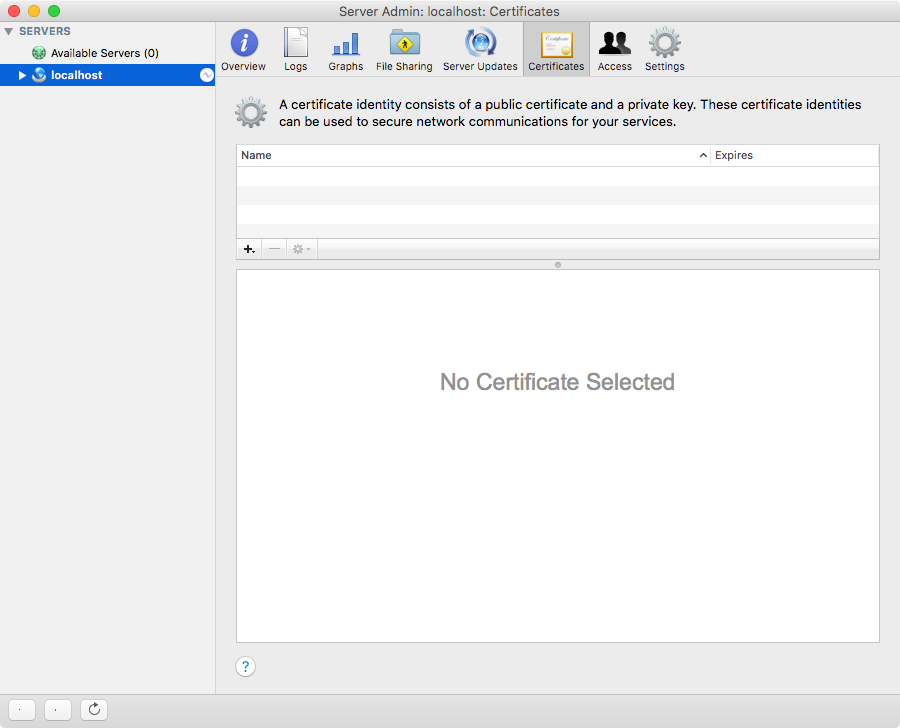 Server Admin: localhost: Certificates
SERVERS
Available Servers (0)
localhost
Overview
Logs
Graphs
File Sharing
Server Updates
Certificates
Access
Settings
A certificate identity consists of a public certificate and a private key. These certificate identities
can be used to secure network communications for your services.
Name
Expires
No Certificate Selected
?